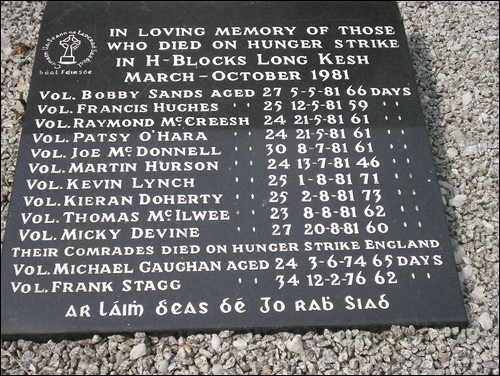 IN LOVING MEMORY OF THOSE
WHO DIED ON HUNGER STRIKE
IN H-BLOCKS LONG KESH
MARCH - OCTOBER 1981
béal Feirsde
VOL. BOBBY SANDS AGED 27 5-5-81 66 DAYS
VOL. FRANCIS HUGHES '' 25 12-5-81 59 ''
VOL. RAYMOND McCREESH '' 24 21-5-81 61 ''
VOL. PATSY O'HARA '' 24 21-5-81 61 ''
VOL. JOE McDONNELL '' 30 8-7-81 61 ''
VOL. MARTIN HURSON '' 24 13-7-81 46 ''
VOL. KEVIN LYNCH '' 25 1-8-81 71 ''
VOL. KIERAN DOHERTY '' 25 2-8-81 73 ''
VOL. THOMAS McILWEE '' 23 8-8-81 62 ''
VOL. MICKY DEVINE '' 27 20-8-81 60 ''
THEIR COMRADES DIED ON HUNGER STRIKE ENGLAND
VOL. MICHAEL GAUGHAN AGED 24 3-6-74 65 DAYS
VOL. FRANK STAGG '' 34 12-2-76 62 ''
AR LÁIṀ ḋEAS ḋÉ GO RAḃ SIAD